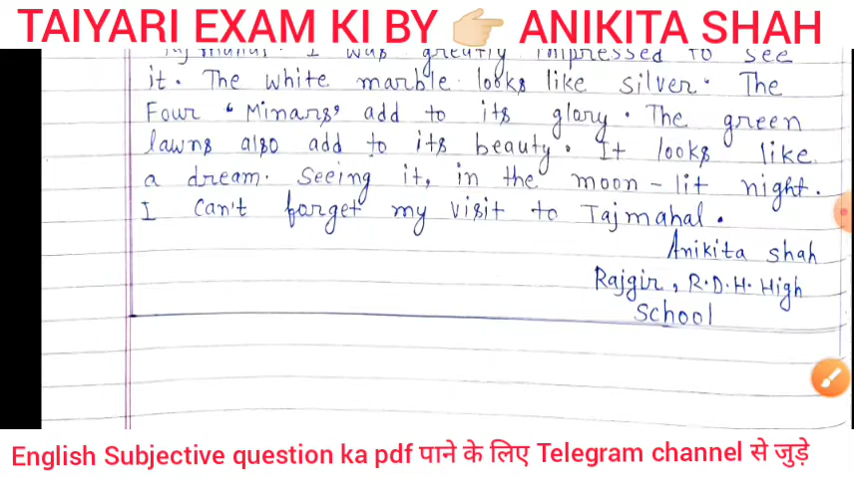 TAIYARI EXAM KI BY 👉 ANIKITA SHAH
I was greatly impressed to see
it. The white marble looks like silver. The
Four "Minars" add to its glory. The green
lawns also add to its beauty. It looks like
a dream. Seeing it, in the moon-lit night.
I can't forget my visit to Tajmahal.
Anikita shah
Rajgir, R.D.H. High
School
English Subjective question ka pdf पाने के लिए Telegram channel से जुड़े